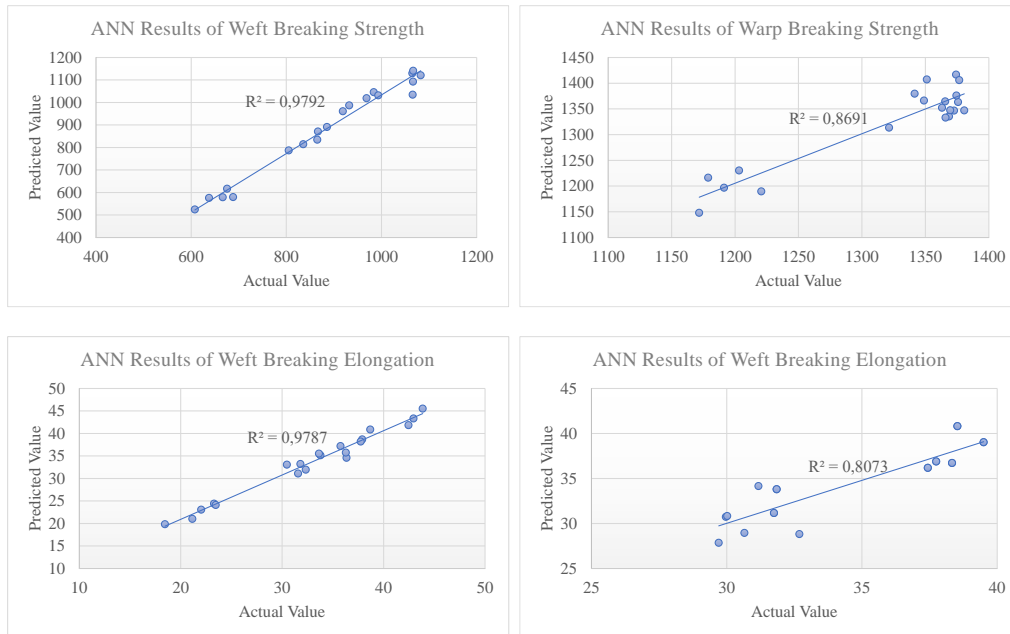 ANN Results of Weft Breaking Strength
1200
1100
1000
900
800
700
600
500
400
Predicted Value
R² = 0,9792
400 600 800 1000 1200
Actual Value
ANN Results of Warp Breaking Strength
1450
1400
1350
1300
1250
1200
1150
1100
Predicted Value
R² = 0,8691
1100 1200 1250 1300 1350 1400
Actual Value
ANN Results of Weft Breaking Elongation
50
45
40
35
30
25
20
15
10
Predicted Value
R² = 0,9787
10 20 30 40 50
Actual Value
ANN Results of Weft Breaking Elongation
45
40
35
30
25
Predicted Value
R² = 0,8073
25 30 35 40
Actual Value